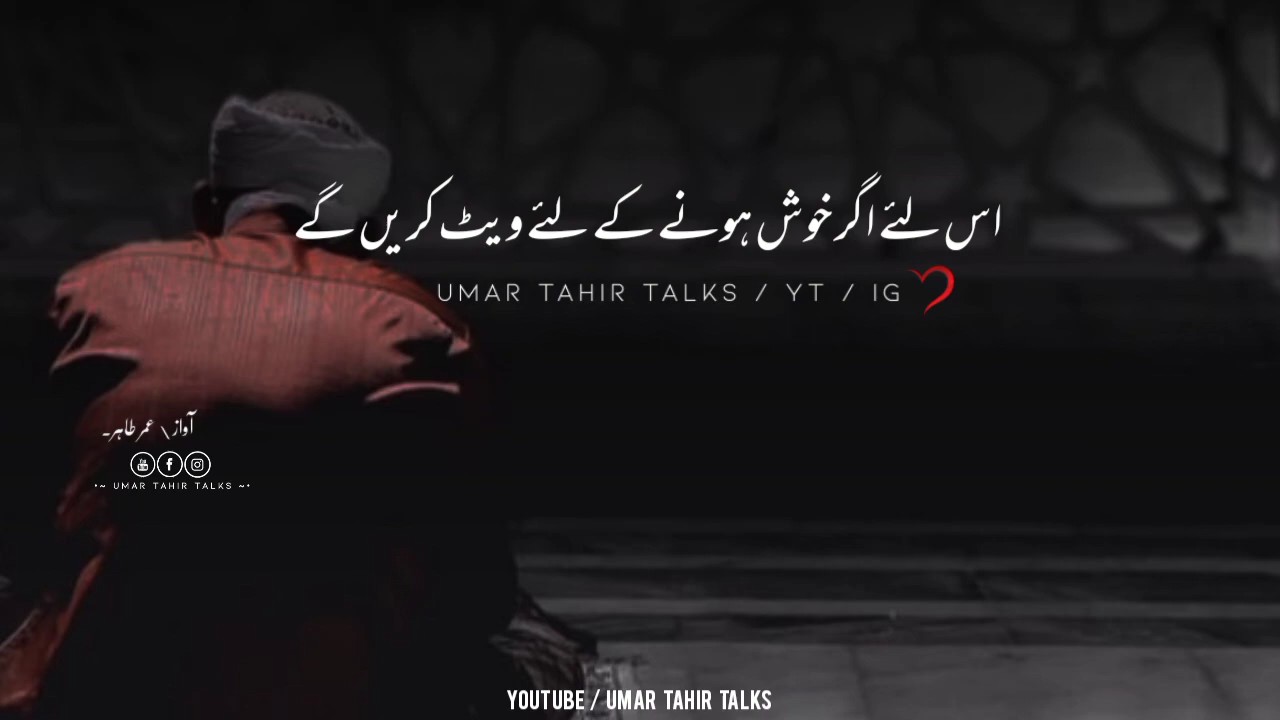 اس لئے اگر خوش ہونے کے لئے ویٹ کریں گے
UMAR TAHIR TALKS / YT / IG
آواز \ عمر طاہر۔
•~ UMAR TAHIR TALKS ~•
YOUTUBE / UMAR TAHIR TALKS